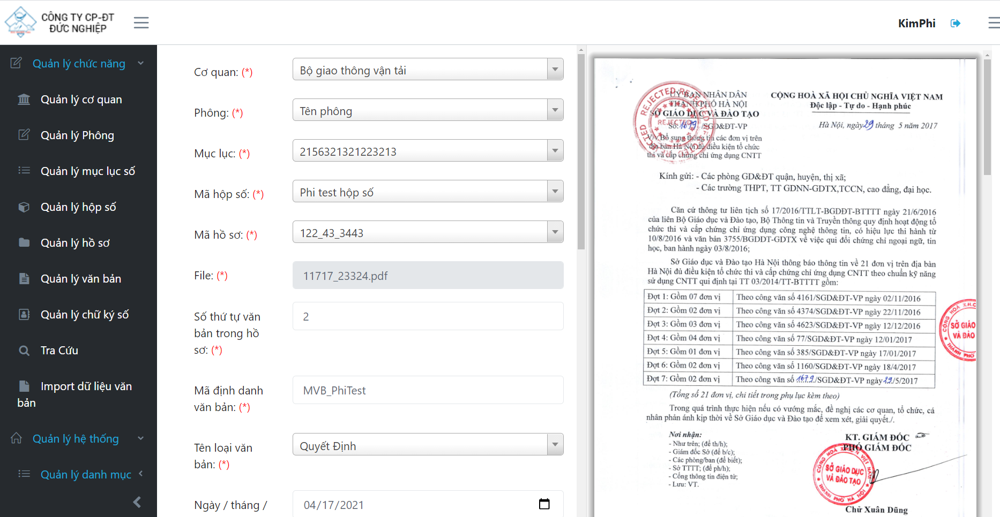 CÔNG TY CP-ĐT
ĐỨC NGHIỆP
KimPhi
Quản lý chức năng
Quản lý cơ quan
Quản lý Phông
Quản lý mục lục số
Quản lý hộp số
Quản lý hồ sơ
Quản lý văn bản
Quản lý chữ ký số
Tra Cứu
Import dữ liệu văn
bản
Quản lý hệ thống
Quản lý danh mục
Cơ quan: (*)
Bộ giao thông vận tải
Phông: (*)
Tên phông
Mục lục: (*)
2156321321223213
Mã hộp số: (*)
Phi test hộp số
Mã hồ sơ: (*)
122_43_3443
File: (*)
11717_23324.pdf
Số thứ tự văn
bản trong hồ
sơ: (*)
2
Mã định danh
văn bản: (*)
MVB_PhiTest
Tên loại văn
bản: (*)
Quyết Định
Ngày / tháng /
04/17/2021
ỦY BAN NHÂN DÂN
THÀNH PHỐ HÀ NỘI
SỞ GIÁO DỤC VÀ ĐÀO TẠO
Số: 1679 /SGD&ĐT-VP
V/v Bổ sung thông tin các đơn vị trên
địa bàn Hà Nội đủ điều kiện tổ chức
thi và cấp chứng chỉ ứng dụng CNTT
REJECTED REJECTED REJECTED REJECTED
REJECTED
CỘNG HOÀ XÃ HỘI CHỦ NGHĨA VIỆT NAM
Độc lập - Tự do - Hạnh phúc
Hà Nội, ngày 29 tháng 5 năm 2017
Kính gửi: - Các phòng GD&ĐT quận, huyện, thị xã;
- Các trường THPT, TT GDNN-GDTX,TCCN, cao đẳng, đại học.
Căn cứ thông tư liên tịch số 17/2016/TTLT-BGDĐT-BTTTT ngày 21/6/2016
của liên Bộ Giáo dục và Đào tạo, Bộ Thông tin và Truyền thông quy định hoạt động tổ
chức thi và cấp chứng chỉ ứng dụng công nghệ thông tin, có hiệu lực thi hành từ
10/8/2016 và văn bản 3755/BGDDT-GDTX về việc qui đổi chứng chỉ ngoại ngữ, tin
học, ban hành ngày 03/8/2016;
Sở Giáo dục và Đào tạo Hà Nội thông báo thông tin về 21 đơn vị trên địa bàn
Hà Nội đủ điều kiện tổ chức thi và cấp chứng chỉ ứng dụng CNTT theo chuẩn kỹ năng
sử dụng CNTT qui định tại TT 03/2014/TT-BTTTT gồm:
Đợt 1: Gồm 07 đơn vị Theo công văn số 4161/SGD&ĐT-VP ngày 02/11/2016
Đợt 2: Gồm 02 đơn vị Theo công văn số 4374/SGD&ĐT-VP ngày 22/11/2016
Đợt 3: Gồm 03 đơn vị Theo công văn số 4623/SGD&ĐT-VP ngày 12/12/2016
Đợt 4: Gồm 04 đơn vị Theo công văn số 77/SGD&ĐT-VP ngày 12/01/2017
Đợt 5: Gồm 01 đơn vị Theo công văn số 385/SGD&ĐT-VP ngày 17/01/2017
Đợt 6: Gồm 02 đơn vị Theo công văn số 1160/SGD&ĐT-VP ngày 18/4/2017
Đợt 7: Gồm 02 đơn vị Theo công văn số 1679/SGD&ĐT-VP ngày 29/5/2017
(Tổng số 21 đơn vị, chi tiết trong phụ lục kèm theo)
Trong quá trình thực hiện nếu có vướng mắc, đề nghị các cơ quan, tổ chức, cá
nhân phản ánh kịp thời về Sở Giáo dục và Đào tạo để xem xét, giải quyết./.
CỘNG HOÀ X.H.C
SỞ GIÁO
VÀ ĐÀO
THÀNH PHỐ
Nơi nhận:
- Như trên; (để th/h);
- Giám đốc Sở (để b/c);
- Các phòng/ban (để biết);
- Sở TTTT; (để ph/h);
- Cổng thông tin điện tử;
- Lưu: VT.
KT. GIÁM ĐỐC
PHÓ GIÁM ĐỐC
SỞ GIÁO DỤC
VÀ ĐÀO TẠO
THÀNH PHỐ HÀ NỘI
Chử Xuân Dũng